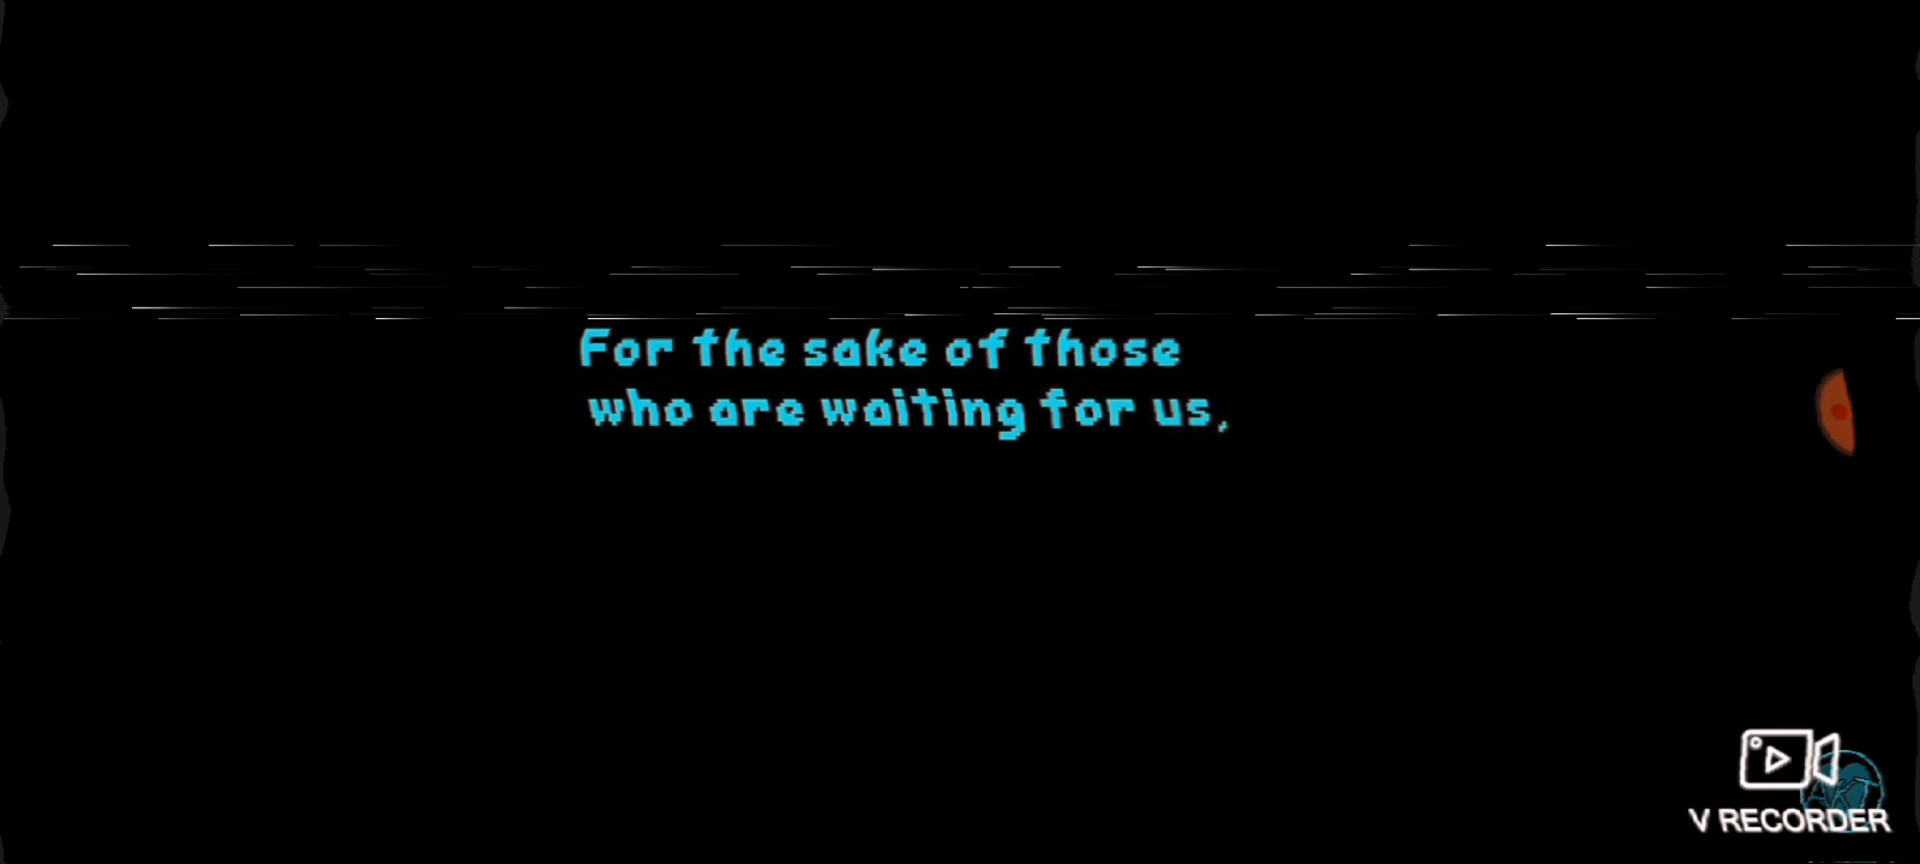 For the sake of those
who are waiting for us,
V RECORDER